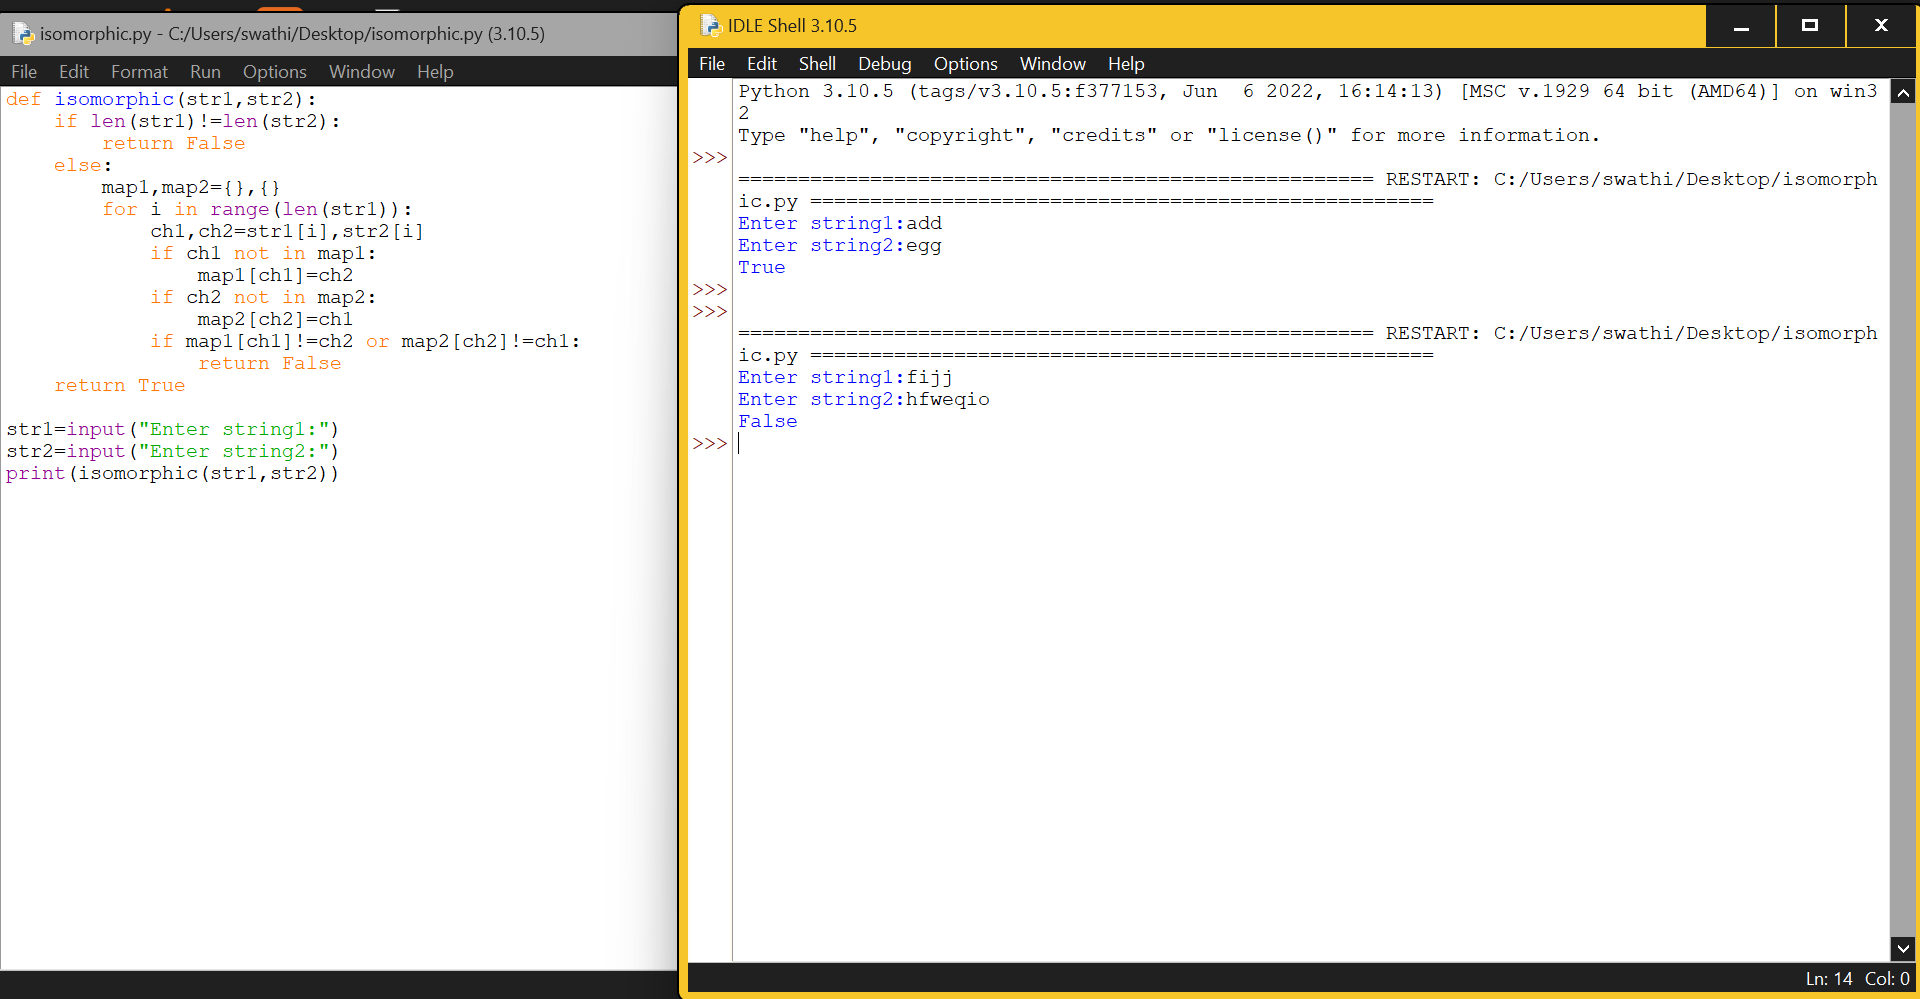 isomorphic.py - C:/Users/swathi/Desktop/isomorphic.py (3.10.5)
File Edit Format Run Options Window Help
def isomorphic(str1,str2):
    if len(str1)!=len(str2):
        return False
    else:
        map1,map2={},{}
        for i in range(len(str1)):
            ch1,ch2=str1[i],str2[i]
            if ch1 not in map1:
                map1[ch1]=ch2
            if ch2 not in map2:
                map2[ch2]=ch1
            if map1[ch1]!=ch2 or map2[ch2]!=ch1:
                return False
    return True
str1=input("Enter string1:")
str2=input("Enter string2:")
print(isomorphic(str1,str2))
IDLE Shell 3.10.5
File Edit Shell Debug Options Window Help
Python 3.10.5 (tags/v3.10.5:f377153, Jun  6 2022, 16:14:13) [MSC v.1929 64 bit (AMD64)] on win3
2
Type "help", "copyright", "credits" or "license()" for more information.
>>>
===================================================== RESTART: C:/Users/swathi/Desktop/isomorph
ic.py ====================================================
Enter string1:add
Enter string2:egg
True
>>>
>>>
===================================================== RESTART: C:/Users/swathi/Desktop/isomorph
ic.py ====================================================
Enter string1:fijj
Enter string2:hfweqio
False
>>>
Ln: 14 Col: 0